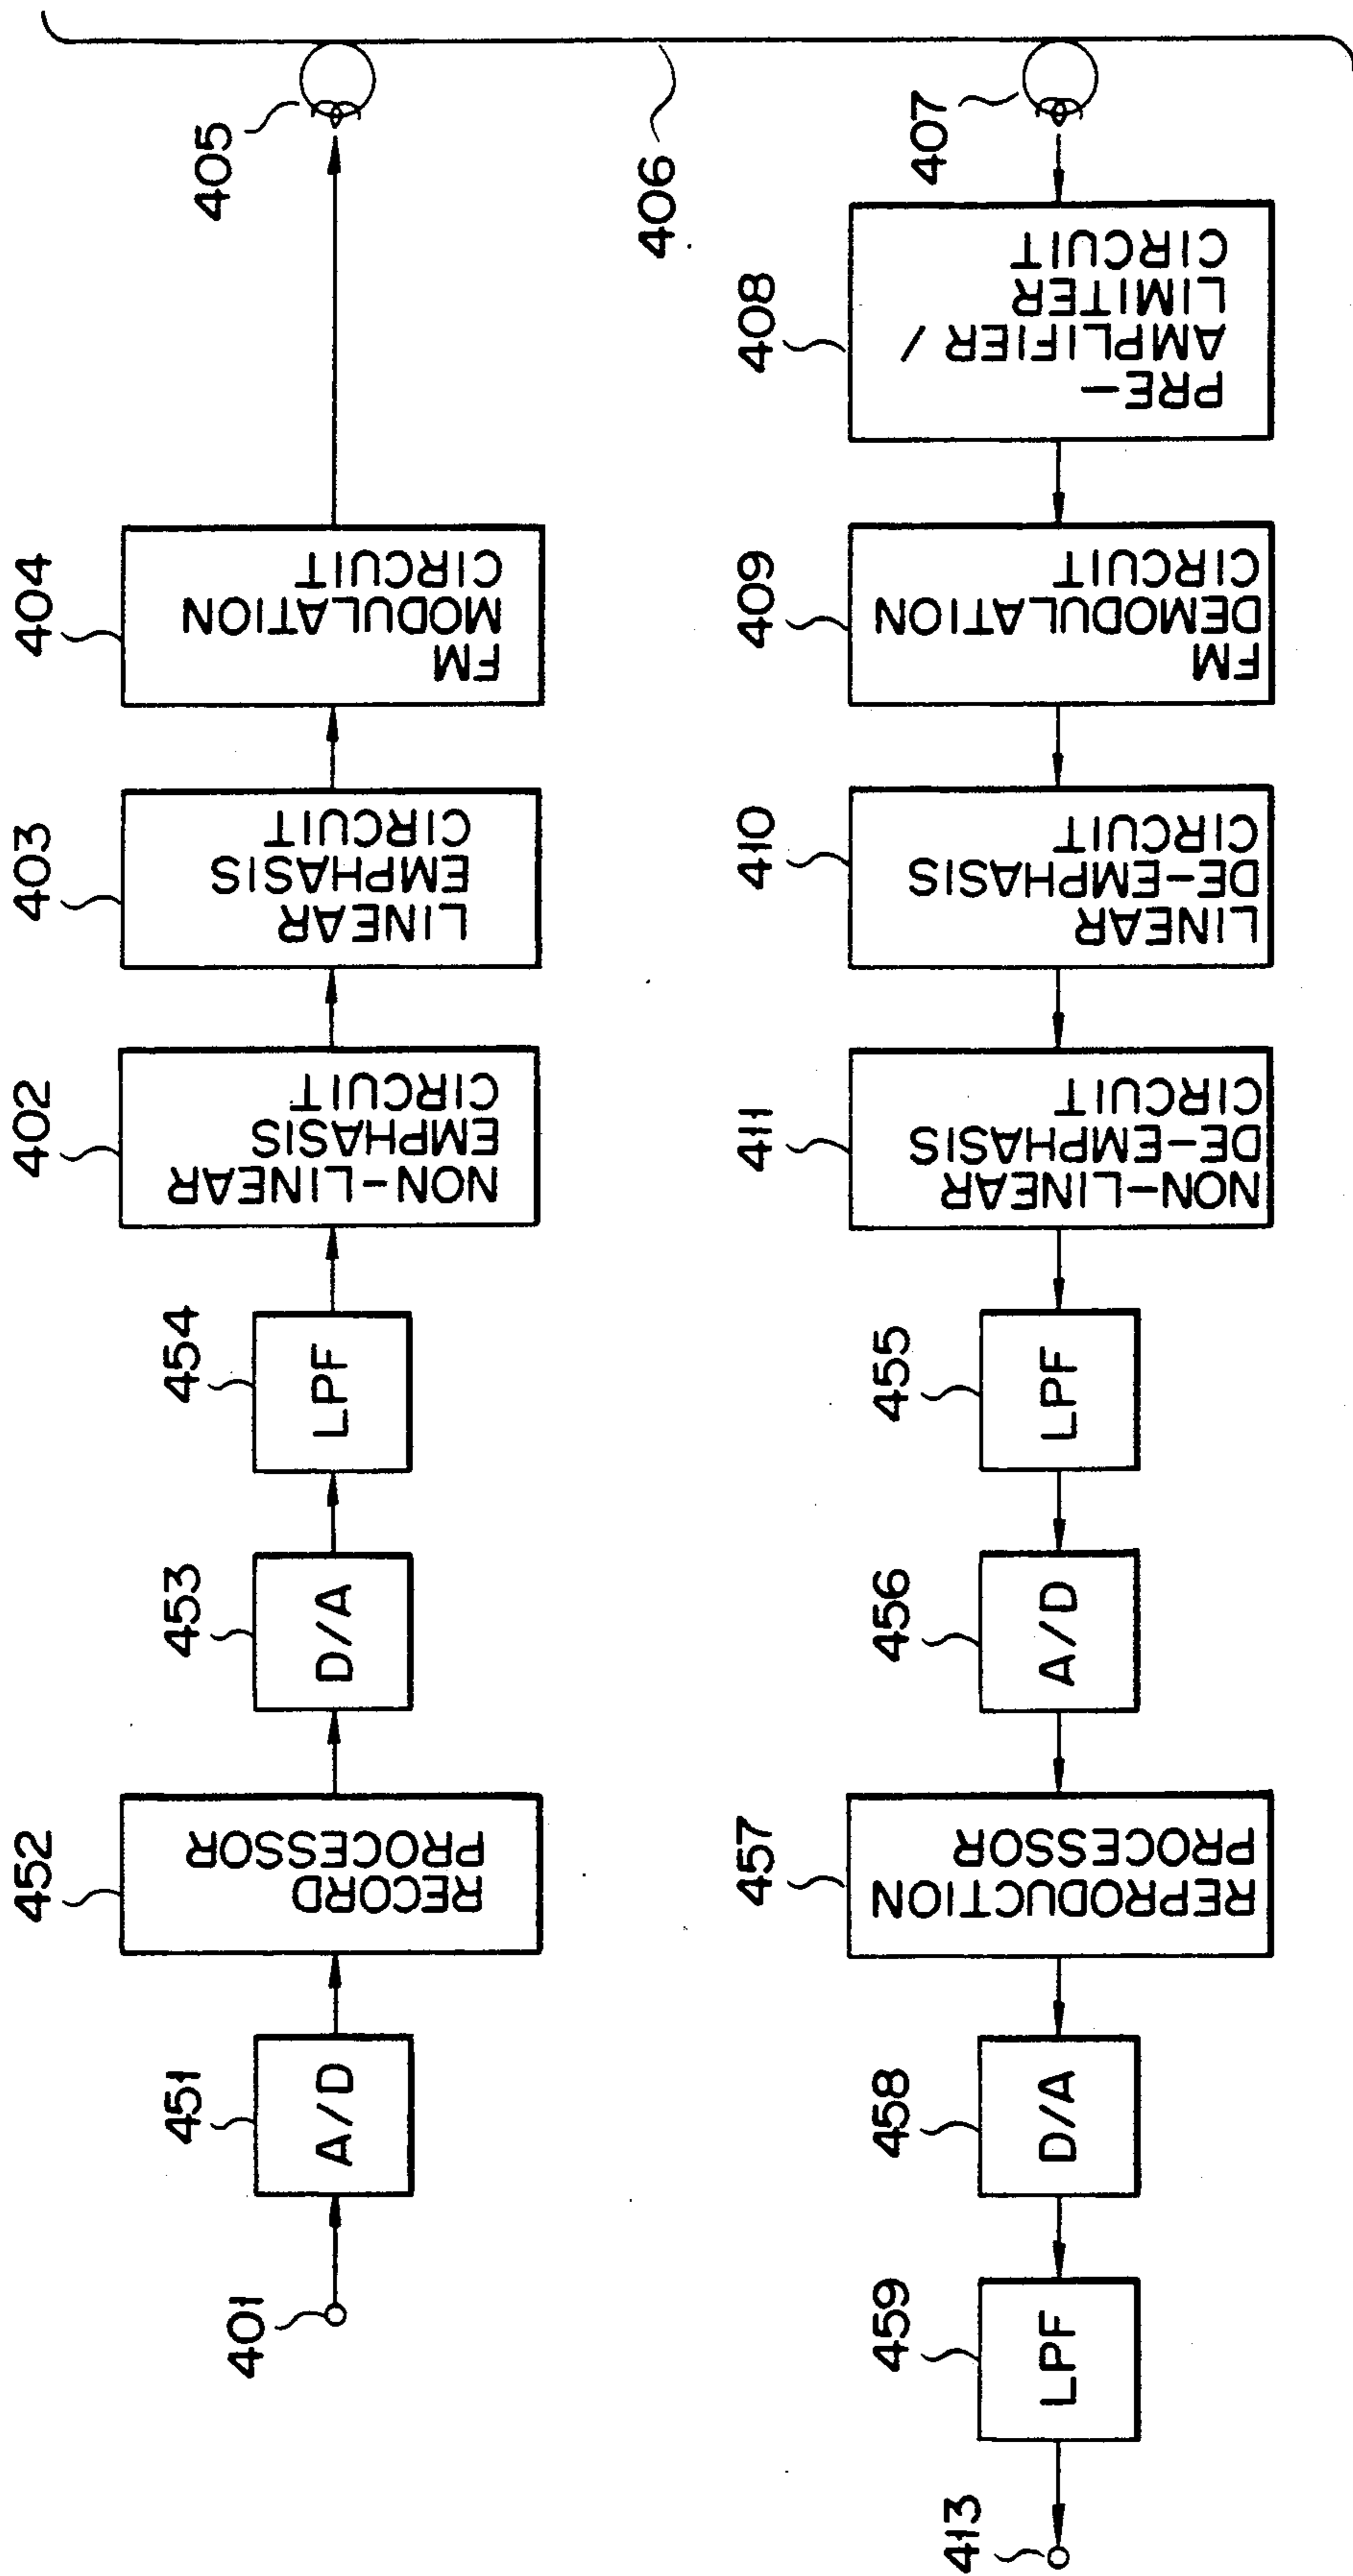 401
451
A/D
452
RECORD
PROCESSOR
453
D/A
454
LPF
402
NON-LINEAR
EMPHASIS
CIRCUIT
403
LINEAR
EMPHASIS
CIRCUIT
404
FM
MODULATION
CIRCUIT
405
406
407
408
PRE-
AMPLIFIER /
LIMITER
CIRCUIT
409
FM
DEMODULATION
CIRCUIT
410
LINEAR
DE-EMPHASIS
CIRCUIT
411
NON-LINEAR
DE-EMPHASIS
CIRCUIT
455
LPF
456
A/D
457
REPRODUCTION
PROCESSOR
458
D/A
459
LPF
413